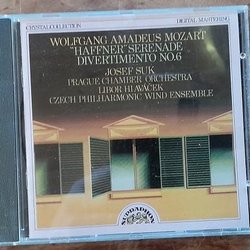 CRYSTAL COLLECTION
DIGITAL MASTERING
WOLFGANG AMADEUS MOZART
"HAFFNER" SERENADE
DIVERTIMENTO NO.6
JOSEF SUK
PRAGUE CHAMBER ORCHESTRA
LIBOR HLAVÁČEK
CZECH PHILHARMONIC WIND ENSEMBLE
SUPRAPHON